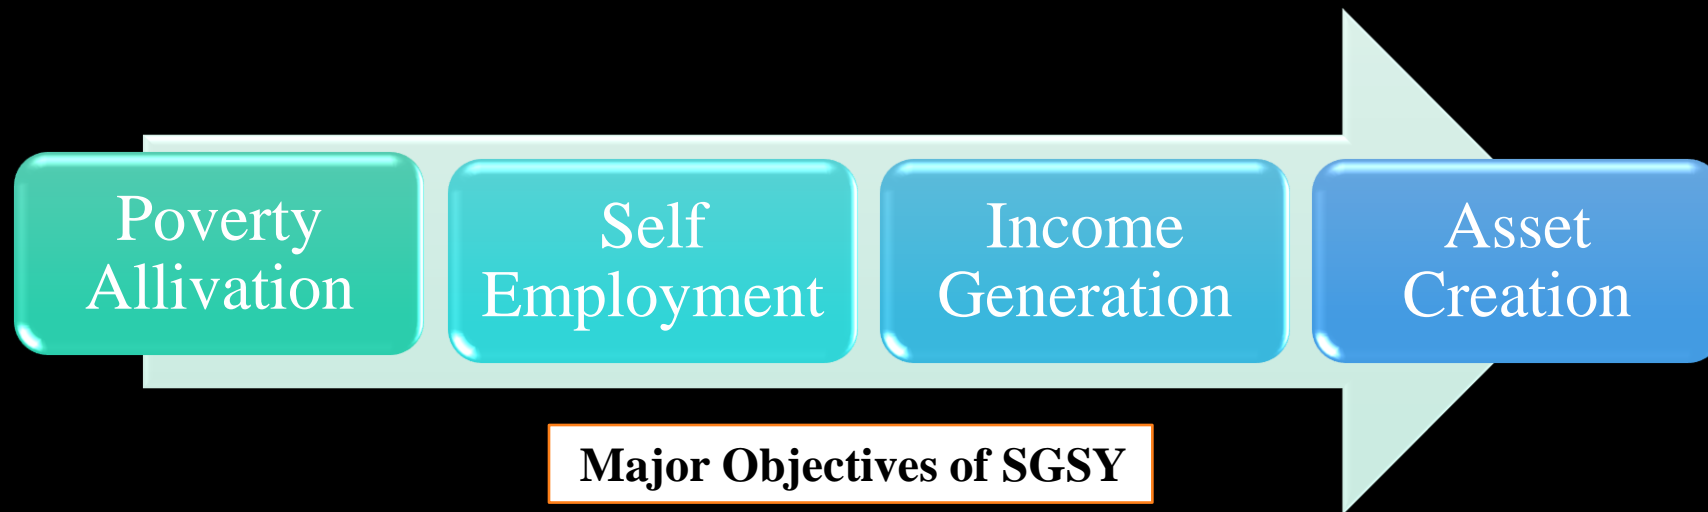 Poverty
Allivation
Self
Employment
Income
Generation
Asset
Creation
Major Objectives of SGSY